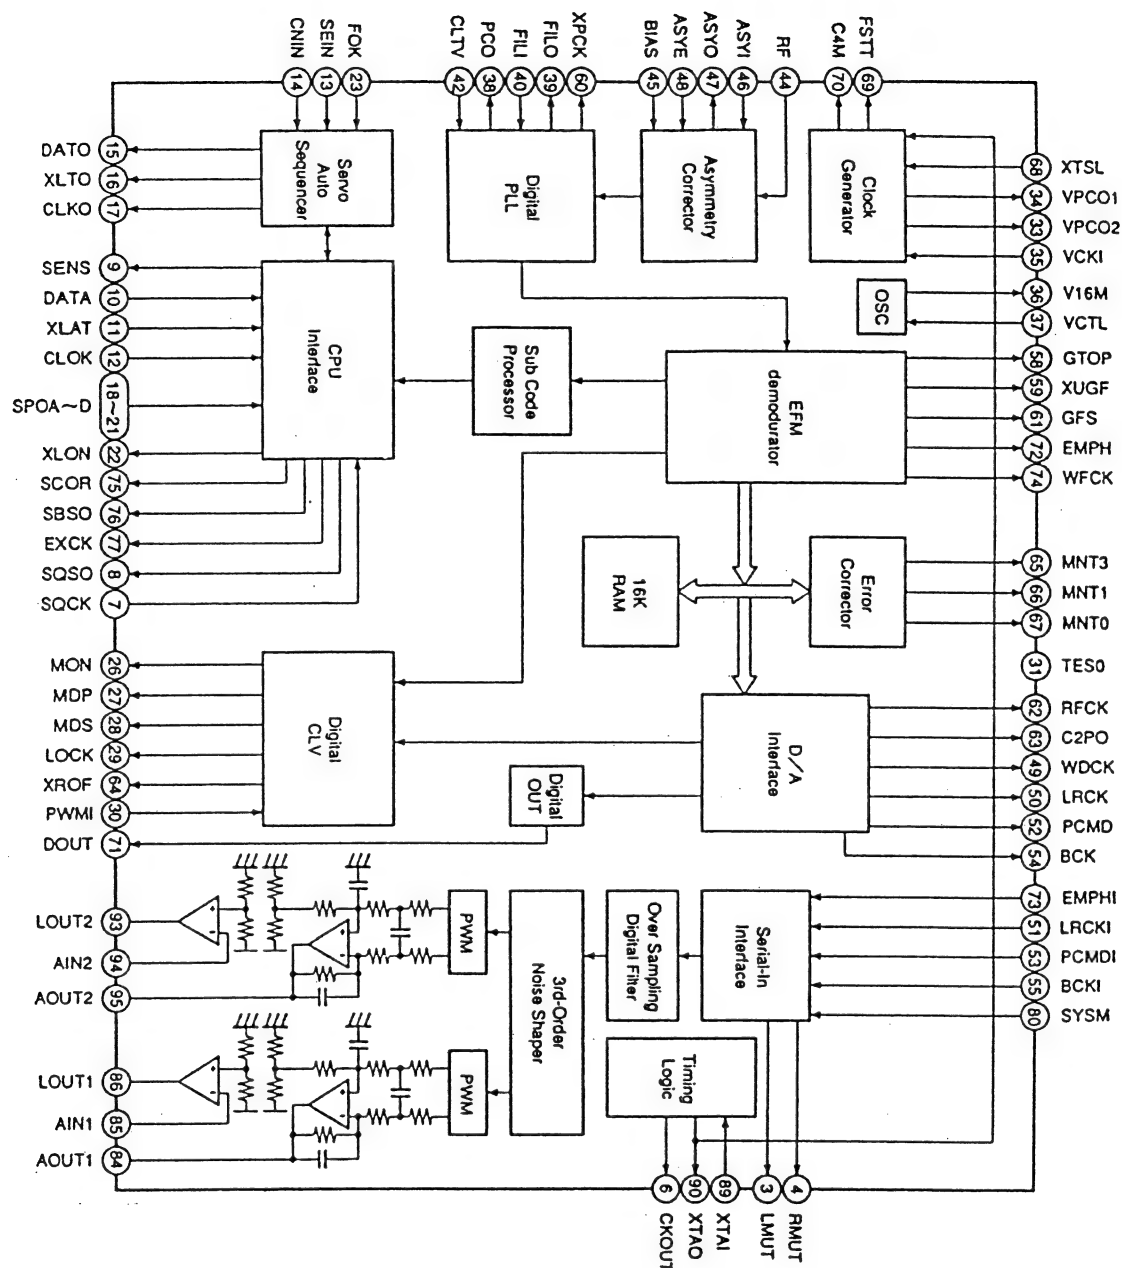 CNIN
SEIN
FOK
CLTV
PCO
FILI
FILO
XPCK
BIAS
ASYE
ASYO
ASYI
RF
C4M
FSTT
14
13
23
42
38
40
39
60
45
48
47
46
44
70
69
DATO 15
XLTO 16
CLKO 17
SENS 9
DATA 10
XLAT 11
CLOK 12
SPOA~D 18~21
XLON 22
SCOR 75
SBSO 76
EXCK 77
SQSO 8
SQCK 7
MON 26
MDP 27
MDS 28
LOCK 29
XROF 64
PWMI 30
DOUT 71
LOUT2 93
AIN2 94
AOUT2 95
LOUT1 86
AIN1 85
AOUT1 84
Servo
Auto
Sequencer
Digital
PLL
Asymmetry
Corrector
Clock
Generator
OSC
CPU
Interface
Sub Code
Processor
EFM
demodurator
16K
RAM
Error
Corrector
Digital
CLV
D/A
Interface
Digital
OUT
PWM
3rd-Order
Noise Shaper
Over Sampling
Digital Filter
Serial-In
Interface
PWM
Timing
Logic
+
-
+
-
+
-
+
-
68 XTSL
34 VPCO1
33 VPCO2
35 VCKI
36 V16M
37 VCTL
58 GTOP
59 XUGF
61 GFS
72 EMPH
74 WFCK
65 MNT3
66 MNT1
67 MNT0
31 TES0
62 RFCK
63 C2PO
49 WDCK
50 LRCK
52 PCMD
54 BCK
73 EMPHI
51 LRCKI
53 PCMDI
55 BCKI
80 SYSM
6
90
89
3
4
CKOUT
XTAO
XTAI
LMUT
RMUT